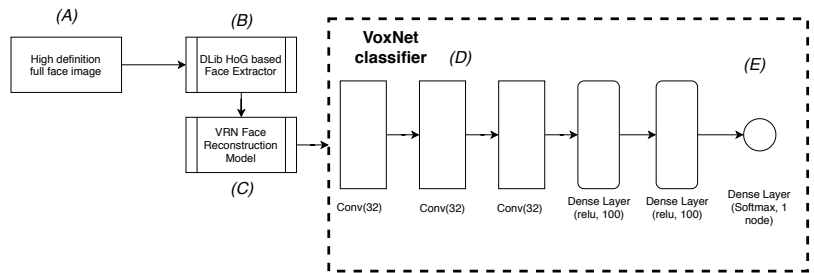 (A)
High definition
full face image
(B)
DLib HoG based
Face Extractor
VRN Face
Reconstruction
Model
(C)
VoxNet
classifier
(D)
(E)
Conv(32)
Conv(32)
Conv(32)
Dense Layer
(relu, 100)
Dense Layer
(relu, 100)
Dense Layer
(Softmax, 1
node)